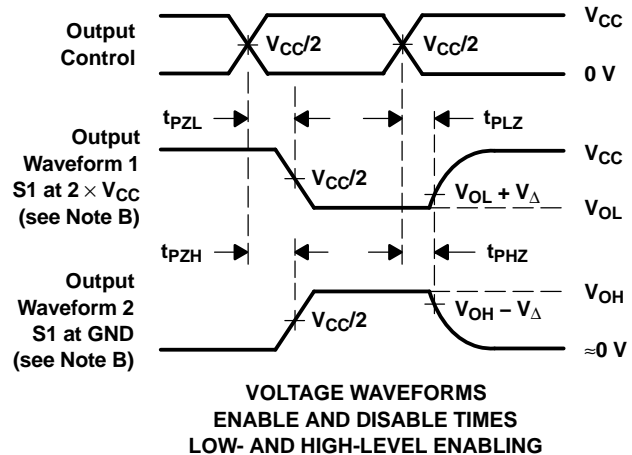 Output
Control
V_CC/2
V_CC/2
V_CC
0 V
t_PZL
t_PLZ
Output
Waveform 1
S1 at 2 × V_CC
(see Note B)
V_CC/2
V_CC
V_OL + V_Δ
V_OL
t_PZH
t_PHZ
Output
Waveform 2
S1 at GND
(see Note B)
V_CC/2
V_OH
V_OH − V_Δ
≈0 V
VOLTAGE WAVEFORMS
ENABLE AND DISABLE TIMES
LOW- AND HIGH-LEVEL ENABLING